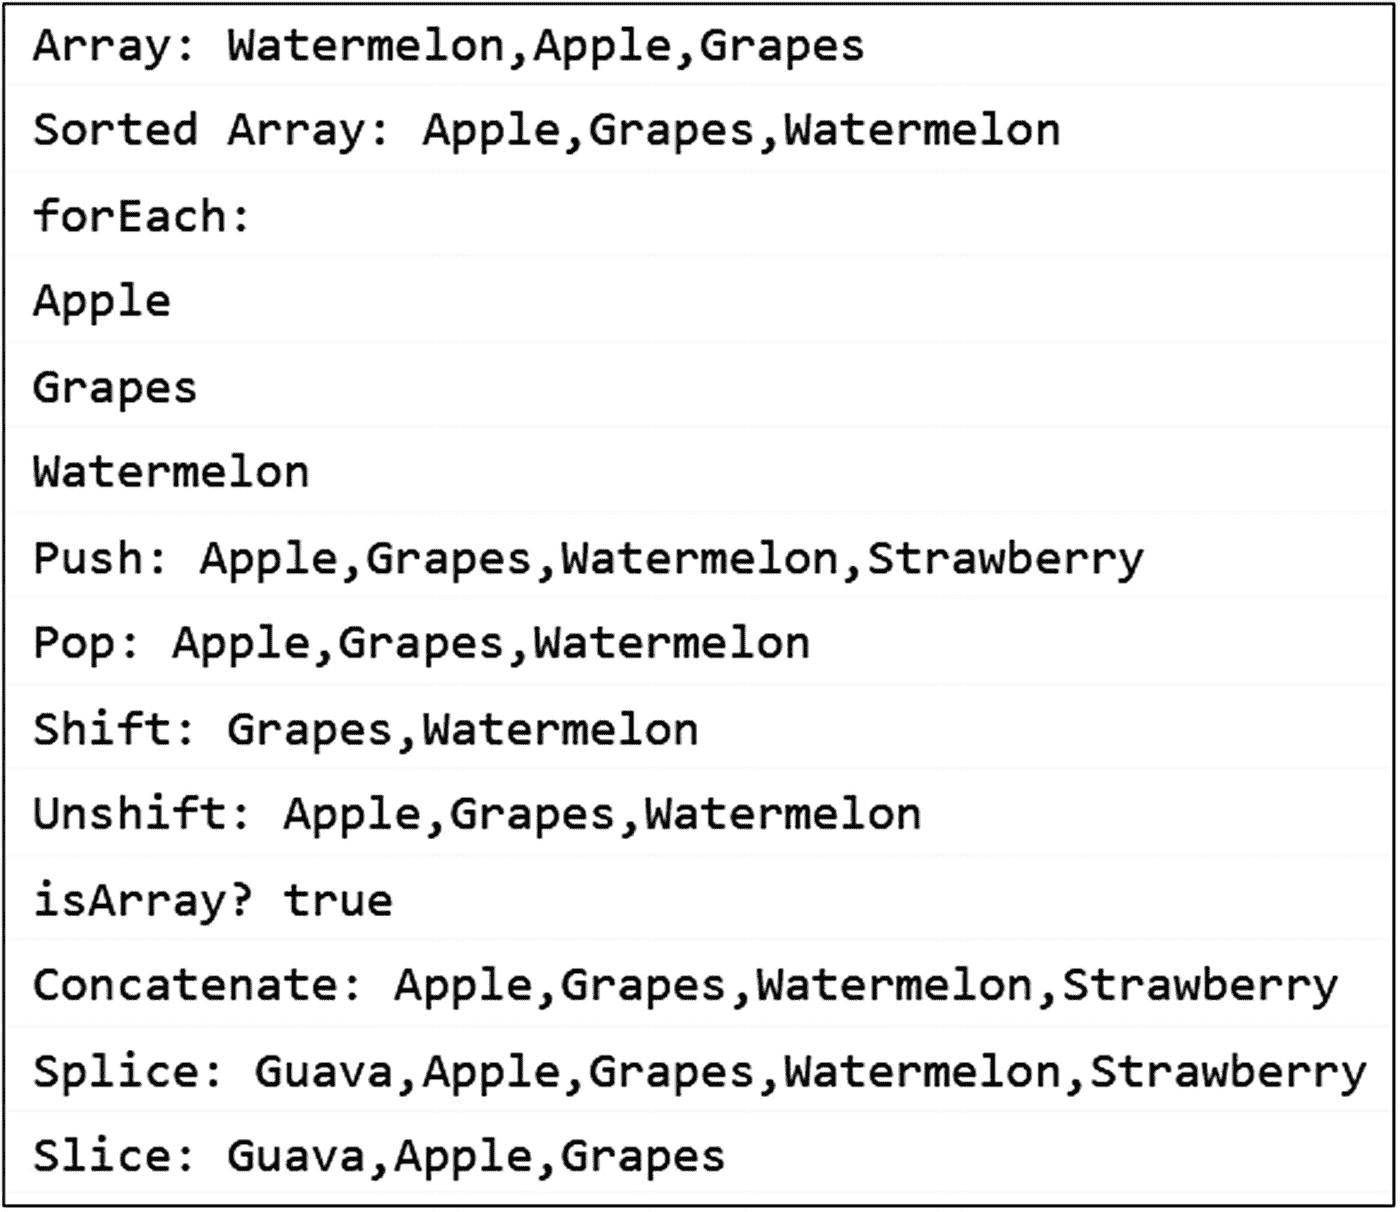 Array: Watermelon,Apple,Grapes
Sorted Array: Apple,Grapes,Watermelon
forEach:
Apple
Grapes
Watermelon
Push: Apple,Grapes,Watermelon,Strawberry
Pop: Apple,Grapes,Watermelon
Shift: Grapes,Watermelon
Unshift: Apple,Grapes,Watermelon
isArray? true
Concatenate: Apple,Grapes,Watermelon,Strawberry
Splice: Guava,Apple,Grapes,Watermelon,Strawberry
Slice: Guava,Apple,Grapes